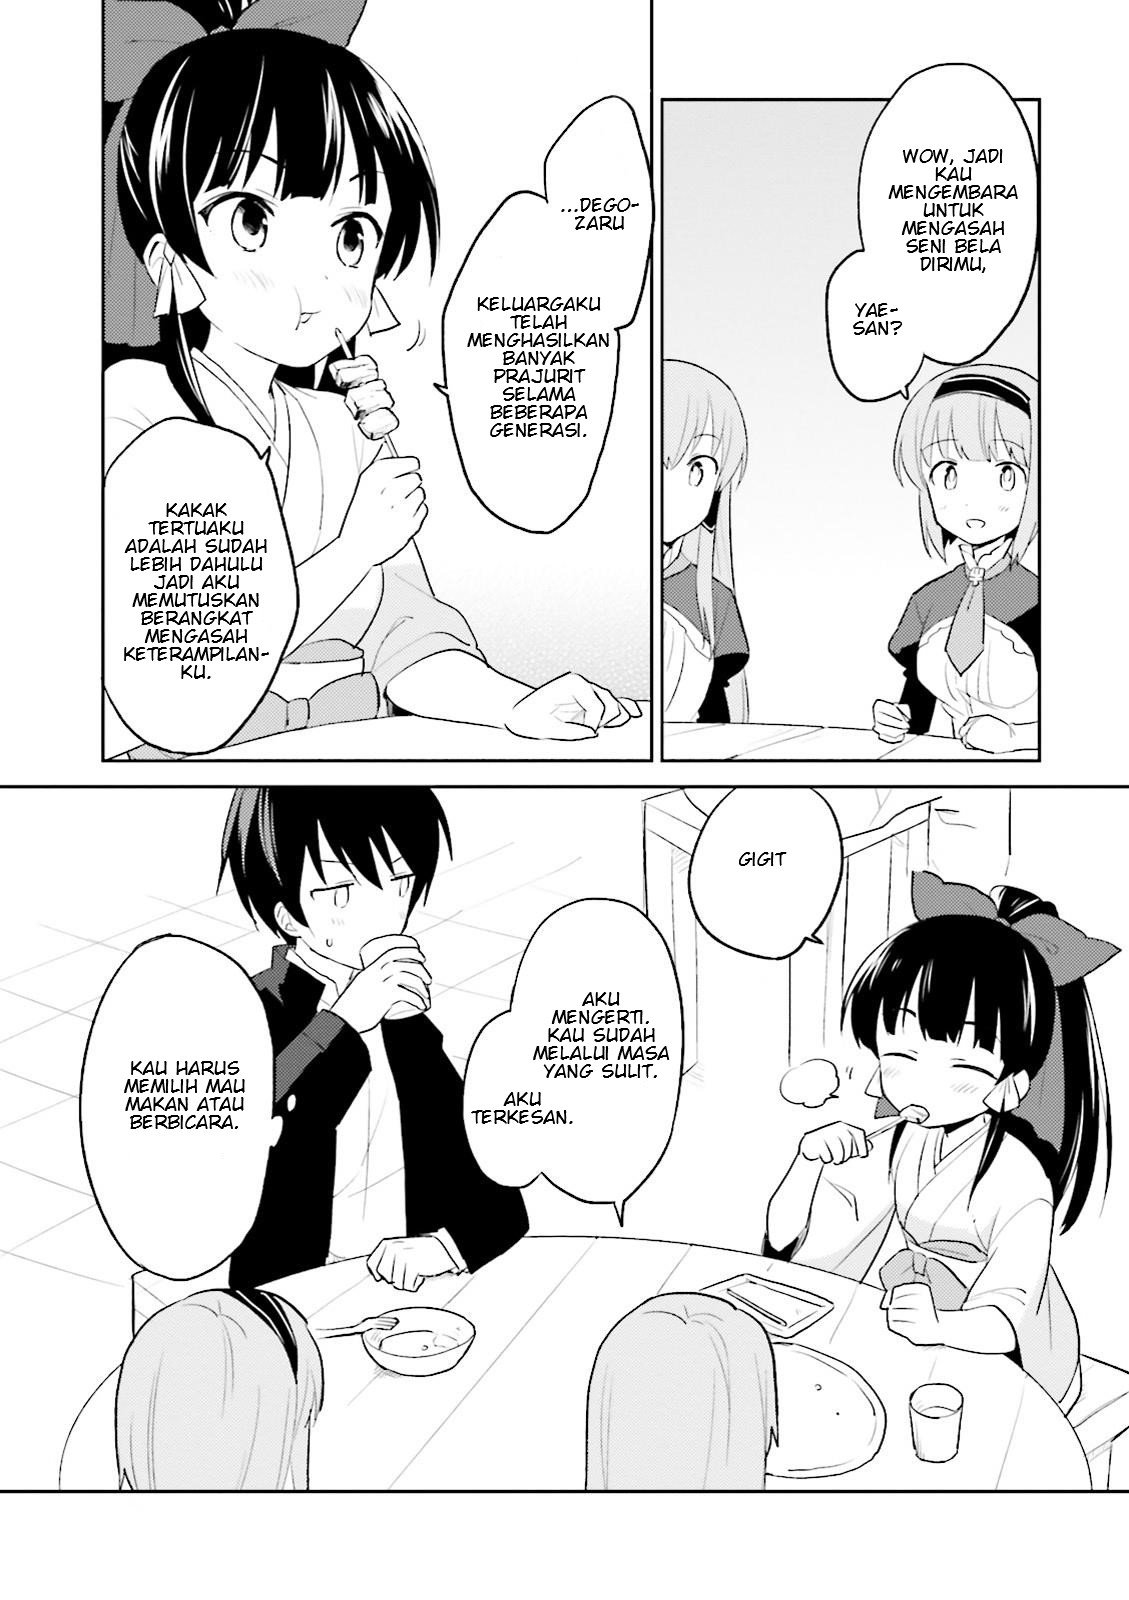 WOW, JADI
KAU
MENGEMBARA
UNTUK
MENGASAH
SENI BELA
DIRIMU,
YAE-
SAN?
...DEGO-
ZARU
KELUARGAKU
TELAH
MENGHASILKAN
BANYAK
PRAJURIT
SELAMA
BEBERAPA
GENERASI.
KAKAK
TERTUAKU
ADALAH SUDAH
LEBIH DAHULU
JADI AKU
MEMUTUSKAN
BERANGKAT
MENGASAH
KETERAMPILAN-
KU.
GIGIT
AKU
MENGERTI.
KAU SUDAH
MELALUI MASA
YANG SULIT.
AKU
TERKESAN.
KAU HARUS
MEMILIH MAU
MAKAN ATAU
BERBICARA.